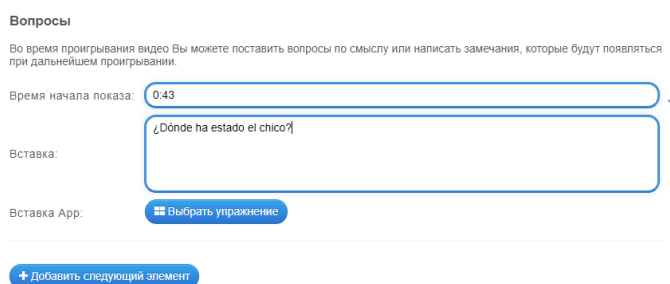 Вопросы
Во время проигрывания видео Вы можете поставить вопросы по смыслу или написать замечания, которые будут появляться
при дальнейшем проигрывании.
Время начала показа: 0:43
¿Dónde ha estado el chico?
Вставка:
Вставка App: Выбрать упражнение
Добавить следующий элемент